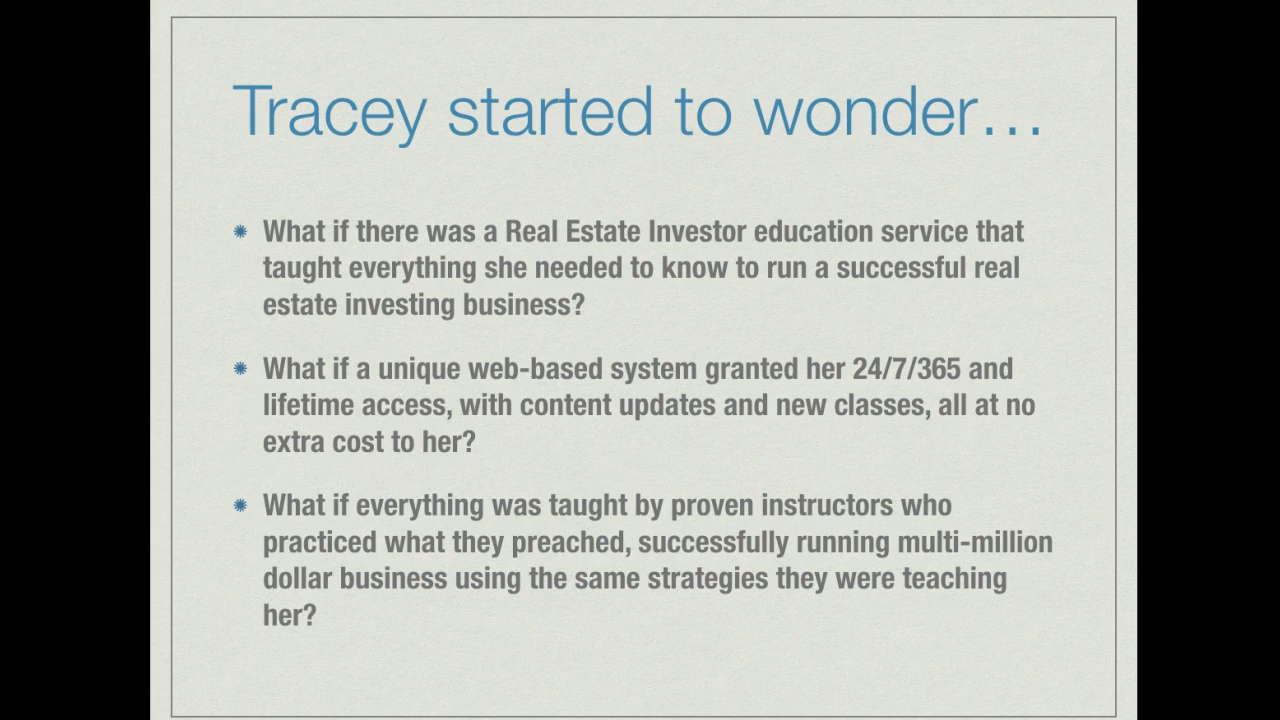 Tracey started to wonder…
What if there was a Real Estate Investor education service that
taught everything she needed to know to run a successful real
estate investing business?
What if a unique web-based system granted her 24/7/365 and
lifetime access, with content updates and new classes, all at no
extra cost to her?
What if everything was taught by proven instructors who
practiced what they preached, successfully running multi-million
dollar business using the same strategies they were teaching
her?